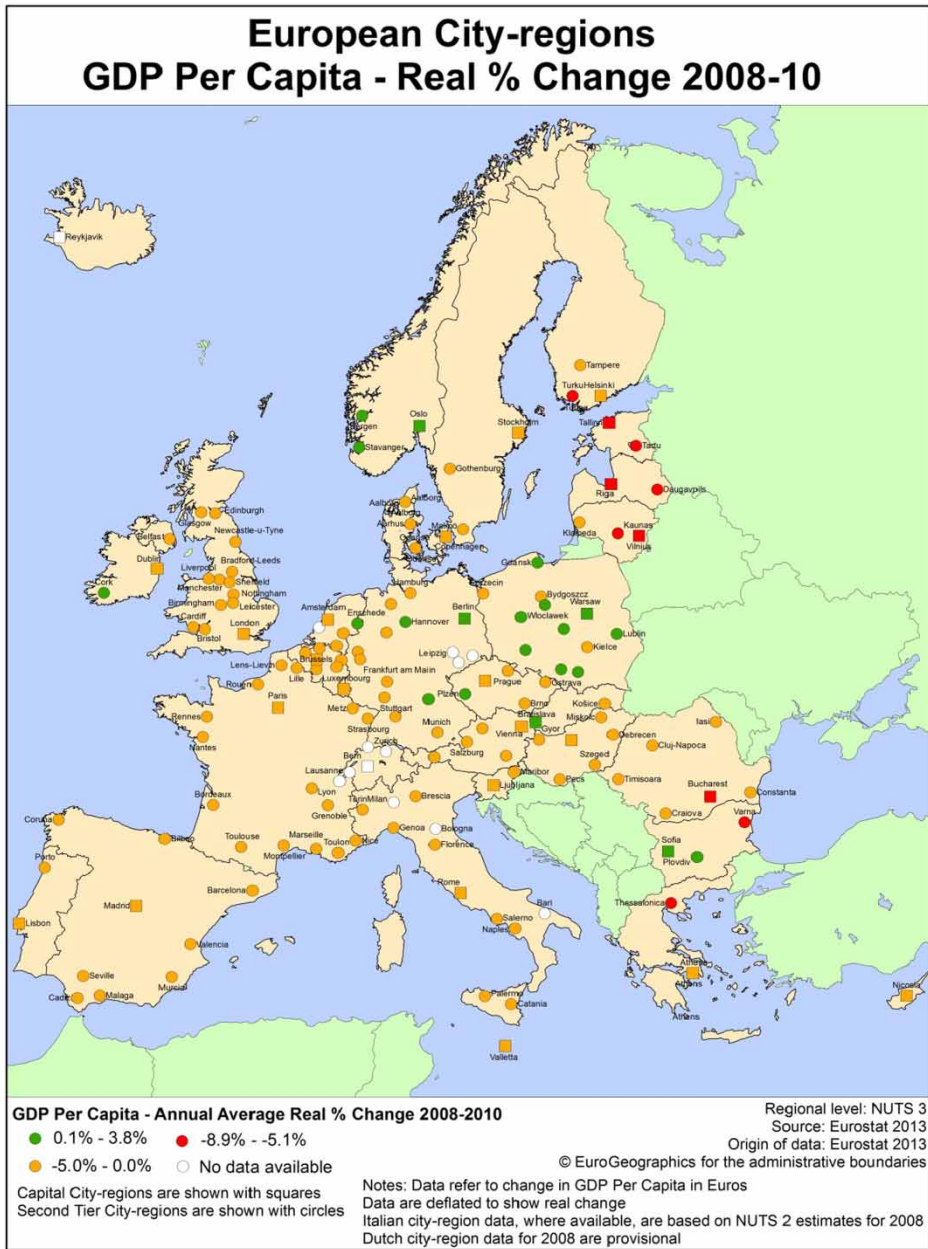 European City-regions
GDP Per Capita - Real % Change 2008-10
Reykjavik
Tampere
Turku
Helsinki
Tallinn
Oslo
Bergen
Stavanger
Stockholm
Tartu
Gothenburg
Riga
Daugavpils
Aalborg
Aalborg
Edinburgh
Glasgow
Aarhus
Malmo
Copenhagen
Klaipeda
Kaunas
Vilnius
Newcastle-u-Tyne
Belfast
Dublin
Bradford-Leeds
Liverpool
Sheffield
Manchester
Nottingham
Leicester
Birmingham
Cork
Cardiff
Bristol
London
Gdansk
Hamburg
Szczecin
Bydgoszcz
Amsterdam
Enschede
Hannover
Berlin
Warsaw
Wloclawek
Lublin
Leipzig
Kielce
Brussels
Lens-Lievin
Lille
Frankfurt am Maiin
Luxembourg
Plzen
Prague
Ostrava
Rouen
Paris
Metz
Stuttgart
Strasbourg
Brno
Košice
Bratislava
Miskolc
Iasi
Rennes
Nantes
Munich
Vienna
Gyor
Debrecen
Cluj-Napoca
Zurich
Bern
Salzburg
Szeged
Lausanne
Maribor
Pecs
Timisoara
Ljubljana
Bucharest
Constanta
Lyon
Turin
Milan
Brescia
Grenoble
Bordeaux
Craiova
Varna
Coruna
Bilbao
Toulouse
Marseille
Montpellier
Toulon
Nice
Genoa
Bologna
Florence
Sofia
Plovdiv
Porto
Barcelona
Rome
Bari
Thessalonica
Madrid
Lisbon
Salerno
Naples
Valencia
Seville
Murcia
Cadiz
Malaga
Palermo
Catania
Athens
Athens
Athens
Nicosia
Valletta
GDP Per Capita - Annual Average Real % Change 2008-2010
0.1% - 3.8%
-8.9% - -5.1%
-5.0% - 0.0%
No data available
Capital City-regions are shown with squares
Second Tier City-regions are shown with circles
Regional level: NUTS 3
Source: Eurostat 2013
Origin of data: Eurostat 2013
© EuroGeographics for the administrative boundaries
Notes: Data refer to change in GDP Per Capita in Euros
Data are deflated to show real change
Italian city-region data, where available, are based on NUTS 2 estimates for 2008
Dutch city-region data for 2008 are provisional